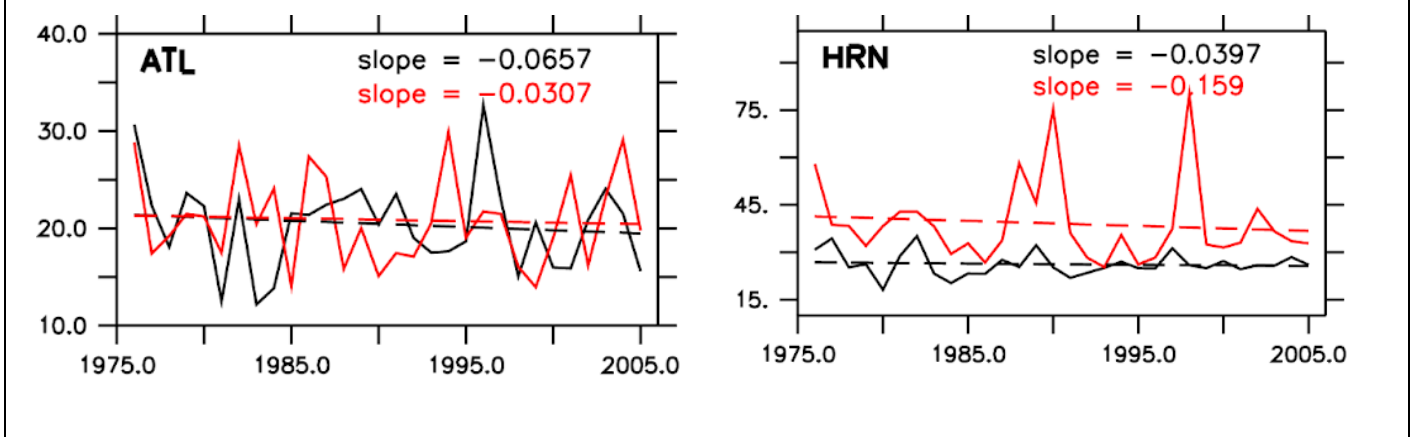 40.0
30.0
20.0
10.0
ATL
slope = −0.0657
slope = −0.0307
1975.0 1985.0 1995.0 2005.0
75.
45.
15.
HRN
slope = −0.0397
slope = −0.159
1975.0 1985.0 1995.0 2005.0